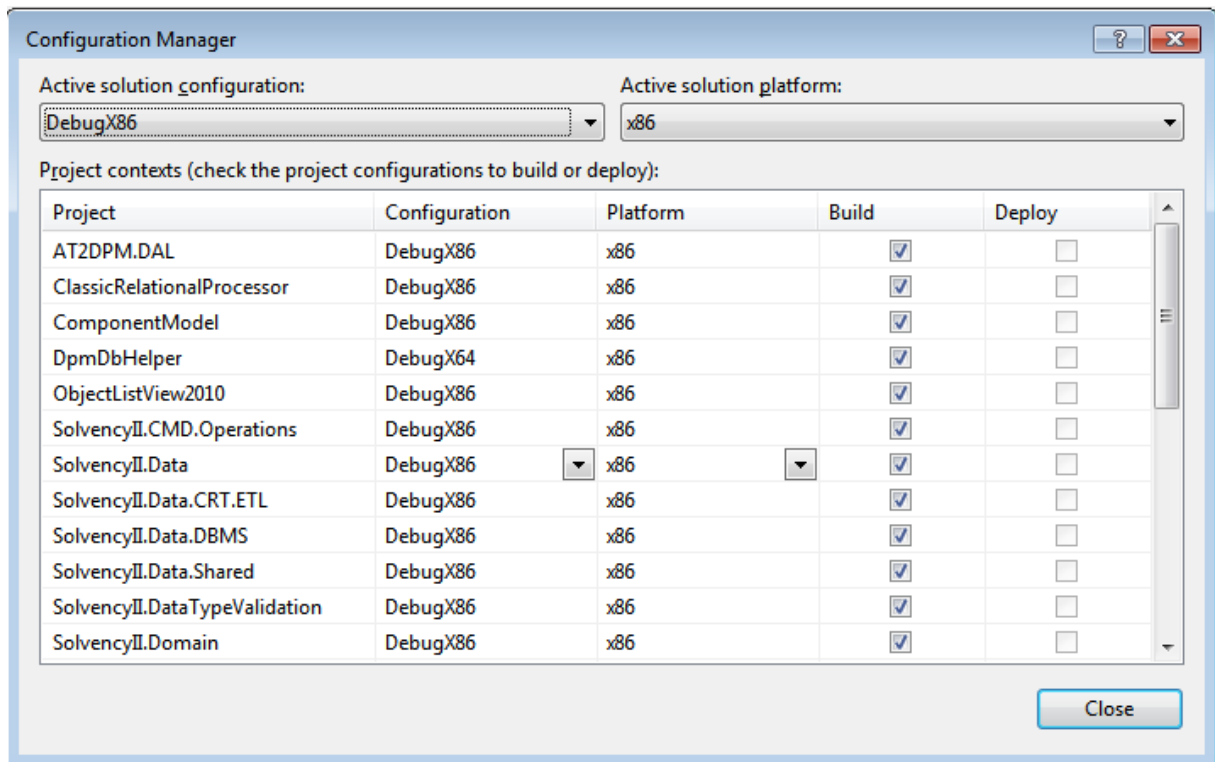 Configuration Manager
Active solution configuration: Active solution platform:
DebugX86 x86
Project contexts (check the project configurations to build or deploy):
Project Configuration Platform Build Deploy
AT2DPM.DAL DebugX86 x86
ClassicRelationalProcessor DebugX86 x86
ComponentModel DebugX86 x86
DpmDbHelper DebugX64 x86
ObjectListView2010 DebugX86 x86
SolvencyII.CMD.Operations DebugX86 x86
SolvencyII.Data DebugX86 x86
SolvencyII.Data.CRT.ETL DebugX86 x86
SolvencyII.Data.DBMS DebugX86 x86
SolvencyII.Data.Shared DebugX86 x86
SolvencyII.DataTypeValidation DebugX86 x86
SolvencyII.Domain DebugX86 x86
Close